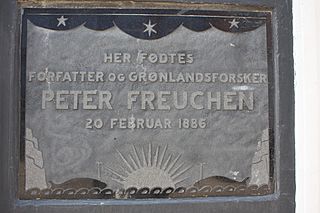 HER FØDTES
FORFATTER OG GRØNLANDSFORSKER
PETER FREUCHEN
20 FEBRUAR 1886